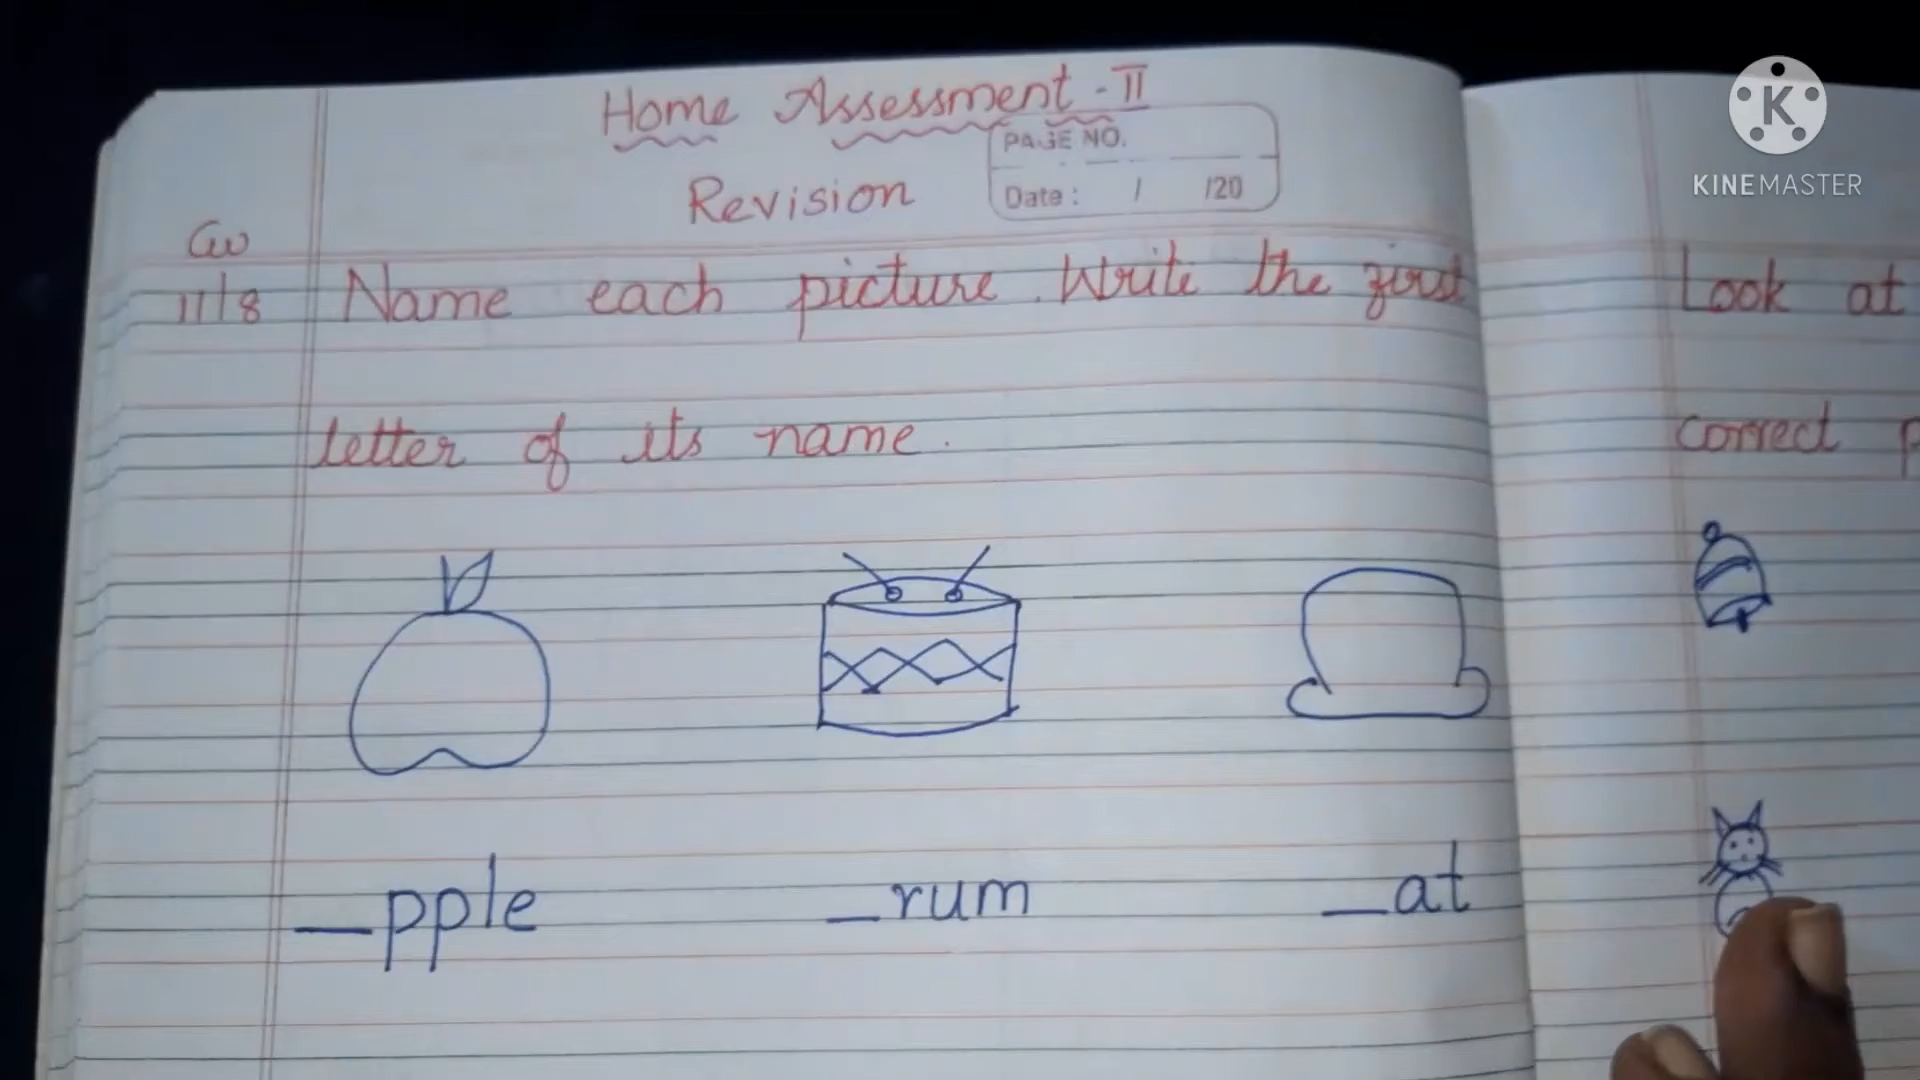 Home Assessment - II
PAGE NO.
Revision
Date : / /20
Cw
11/8 Name each picture. Write the first
letter of its name.
_pple _rum _at
Look at
correct
KINEMASTER